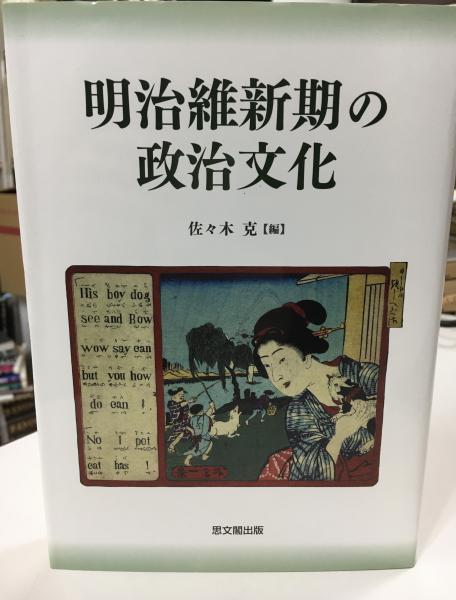 明治維新期の
政治文化
佐々木 克【編】
His boy dog
see and Bow
wow say can
but you how
do can !
No I pet
cat has !
思文閣出版